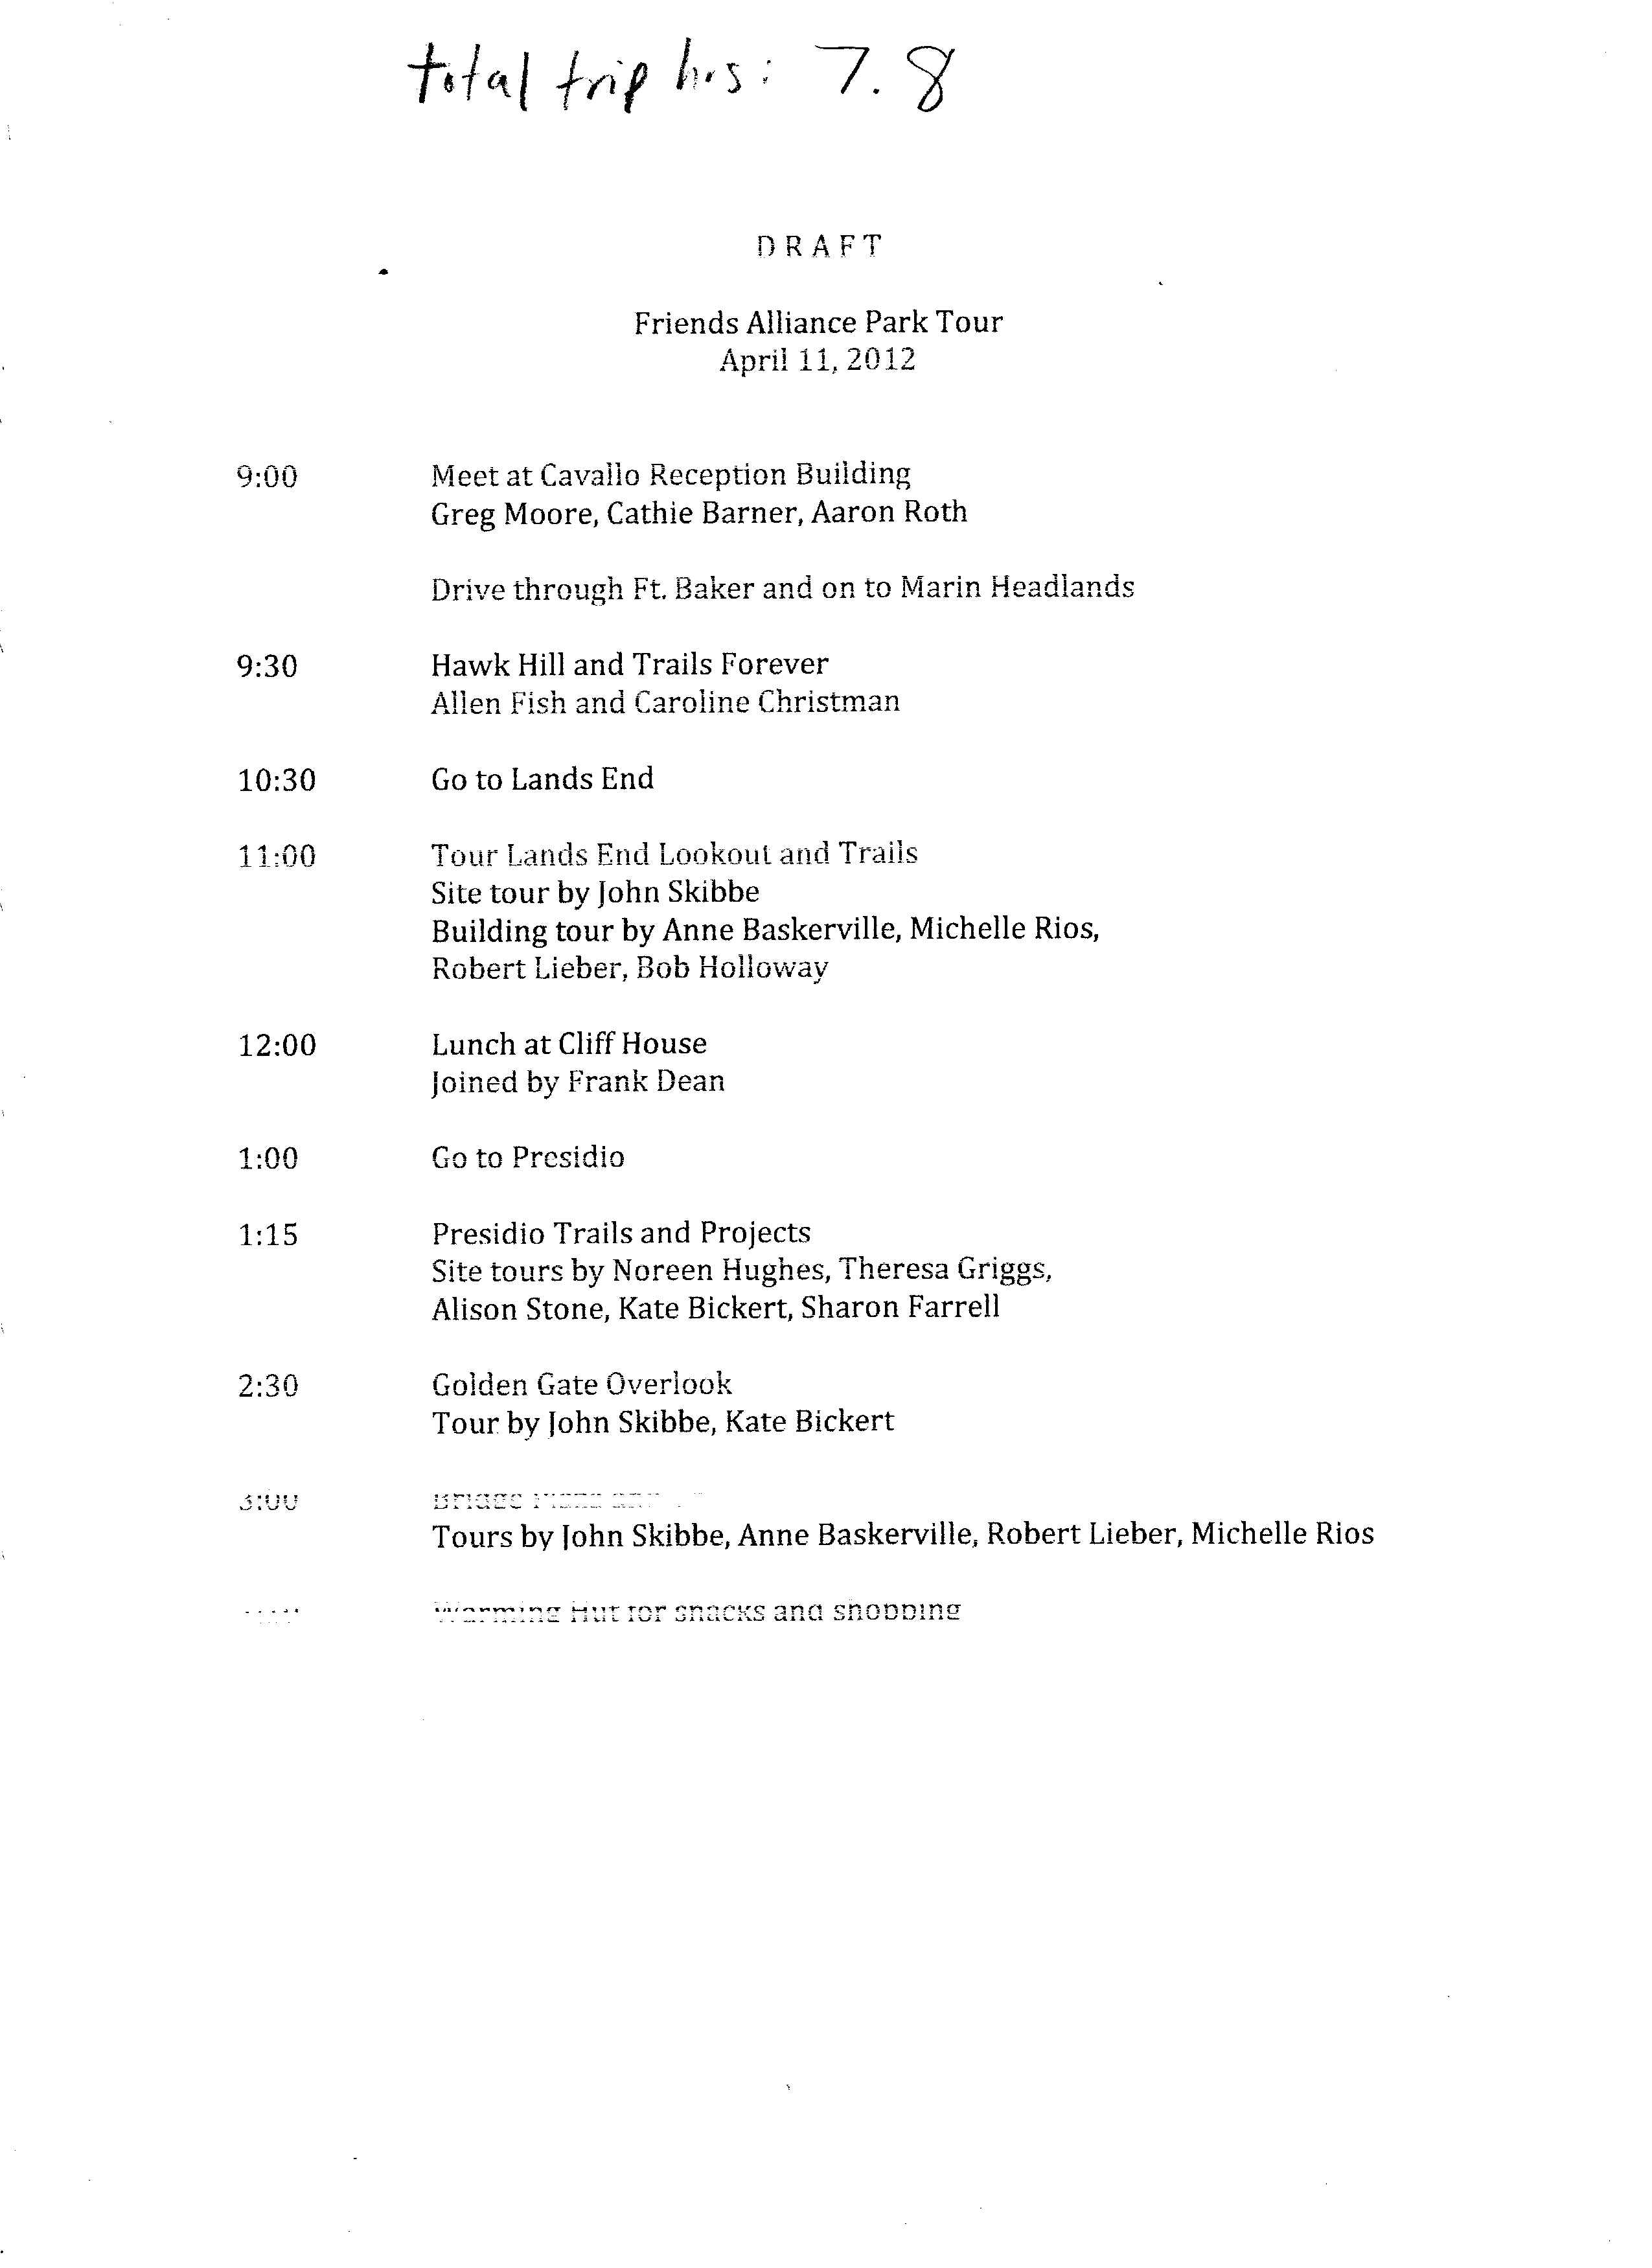 total trip hrs: 7.8
DRAFT
Friends Alliance Park Tour
April 11, 2012
9:00 Meet at Cavallo Reception Building
Greg Moore, Cathie Barner, Aaron Roth
Drive through Ft. Baker and on to Marin Headlands
9:30 Hawk Hill and Trails Forever
Allen Fish and Caroline Christman
10:30 Go to Lands End
11:00 Tour Lands End Lookout and Trails
Site tour by John Skibbe
Building tour by Anne Baskerville, Michelle Rios,
Robert Lieber, Bob Holloway
12:00 Lunch at Cliff House
Joined by Frank Dean
1:00 Go to Presidio
1:15 Presidio Trails and Projects
Site tours by Noreen Hughes, Theresa Griggs,
Alison Stone, Kate Bickert, Sharon Farrell
2:30 Golden Gate Overlook
Tour by John Skibbe, Kate Bickert
3:00 Bridge
Tours by John Skibbe, Anne Baskerville, Robert Lieber, Michelle Rios
Warming Hut for snacks and shopping